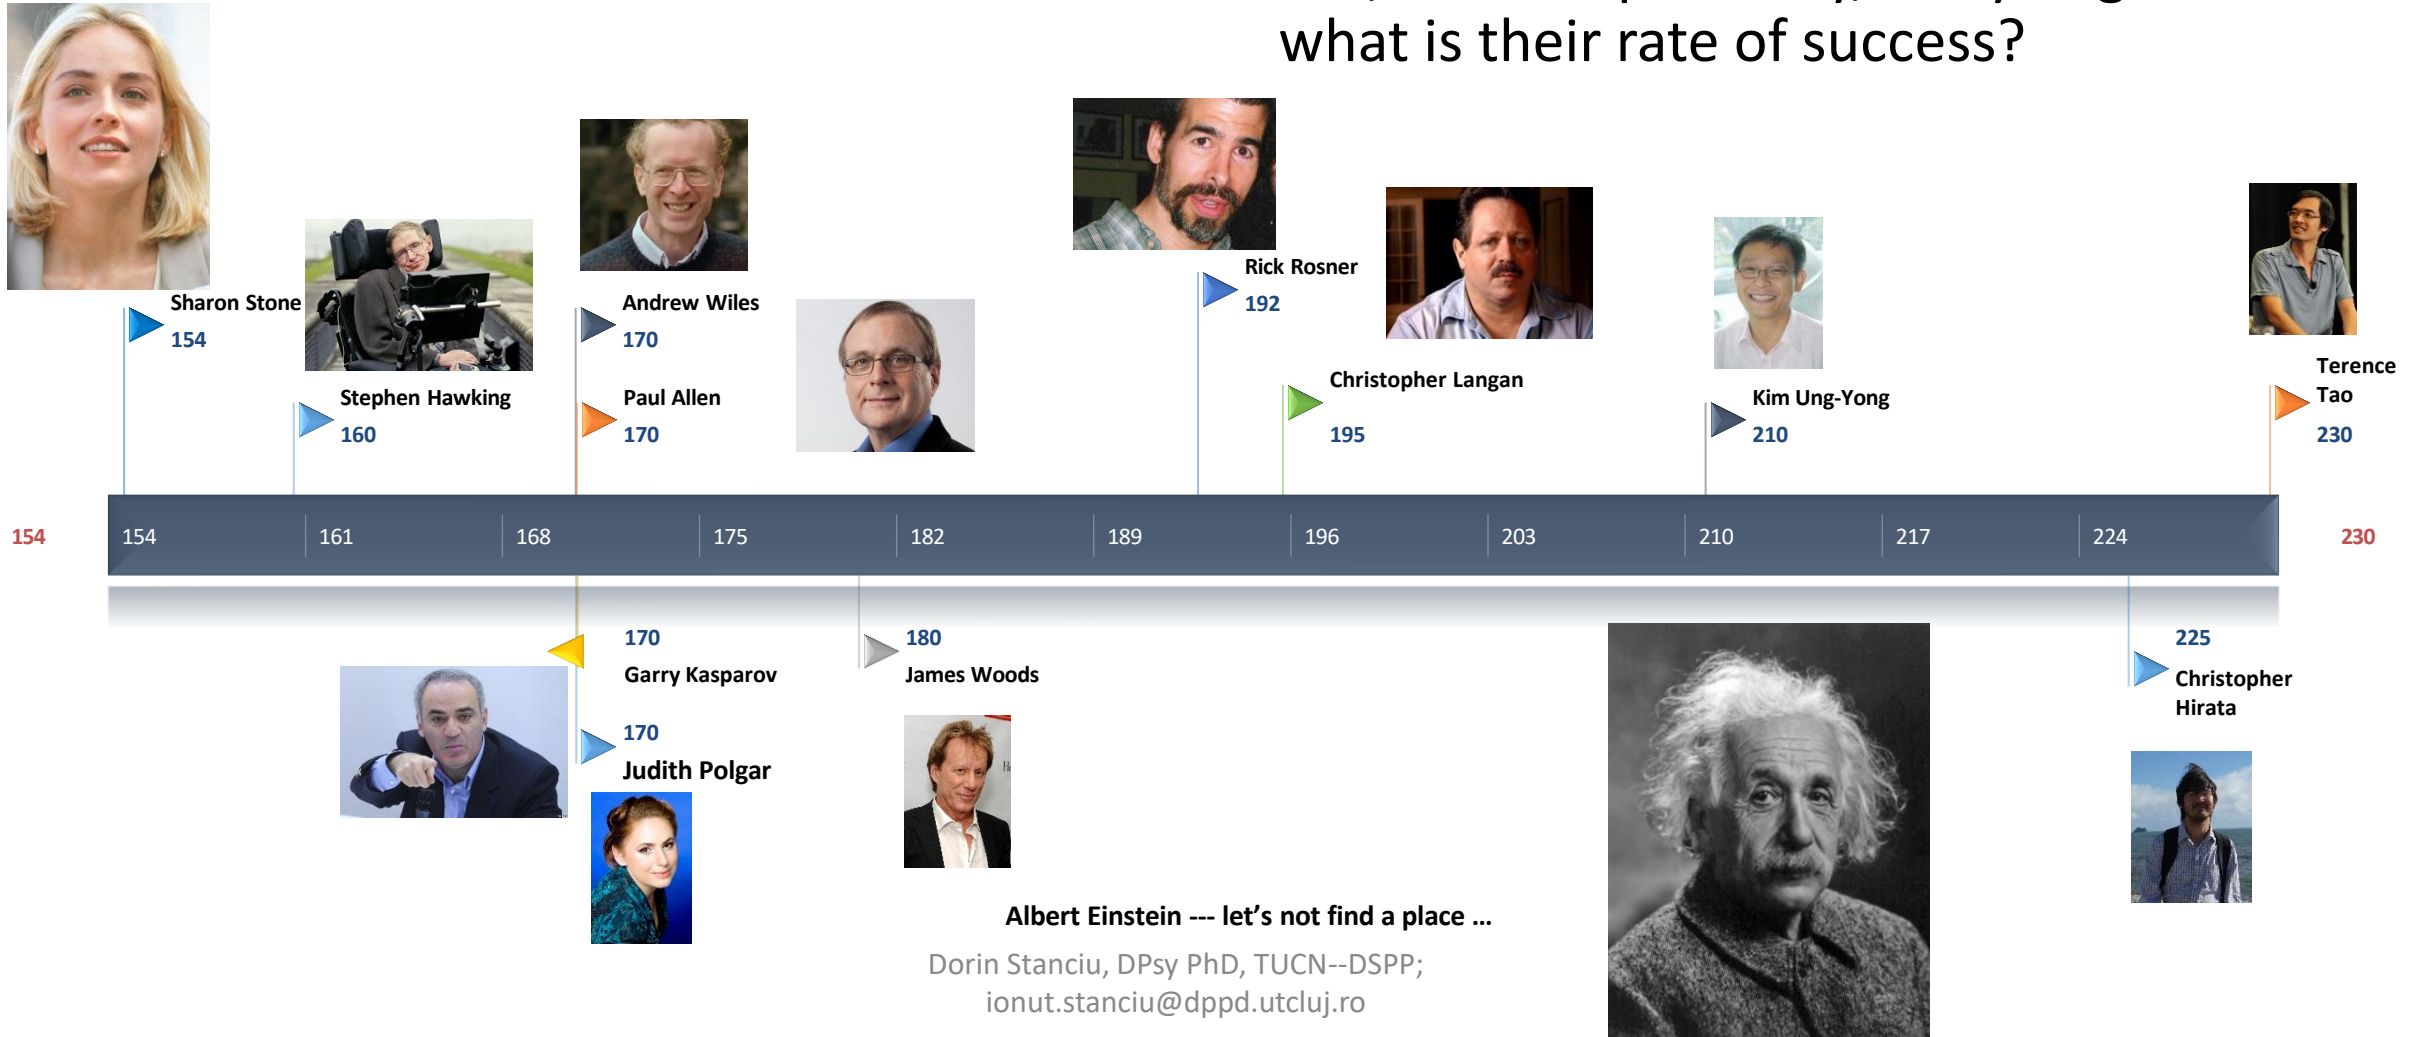 what is their rate of success?
Sharon Stone
154
Stephen Hawking
160
Andrew Wiles
170
Paul Allen
170
Rick Rosner
192
Christopher Langan
195
Kim Ung-Yong
210
Terence
Tao
230
154
154 161 168 175 182 189 196 203 210 217 224
230
170
Garry Kasparov
170
Judith Polgar
180
James Woods
225
Christopher
Hirata
Albert Einstein --- let’s not find a place ...
Dorin Stanciu, DPsy PhD, TUCN--DSPP;
ionut.stanciu@dppd.utcluj.ro